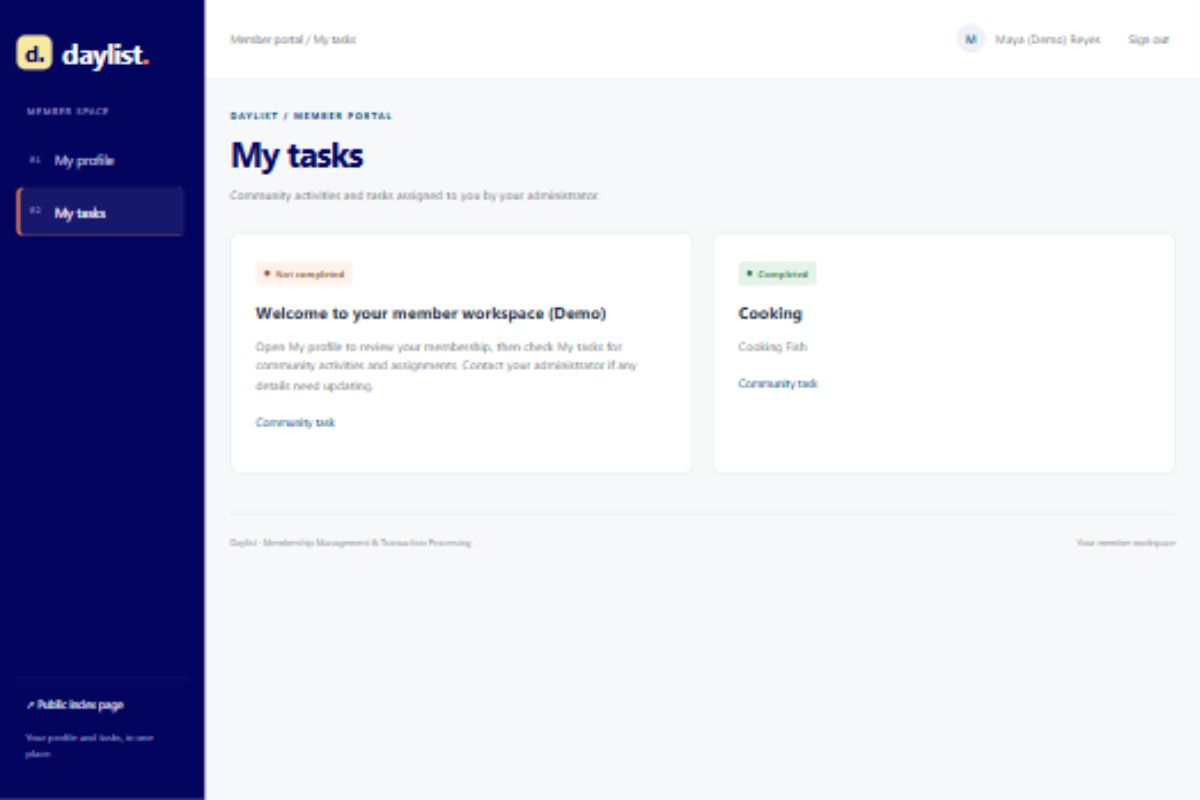 d. daylist.
MEMBER SPACE
01 My profile
02 My tasks
↗ Public index page
Your profile and tasks, in one
place.
Member portal / My tasks
M Maya (Demo) Reyes Sign out
DAYLIST / MEMBER PORTAL
My tasks
Community activities and tasks assigned to you by your administrator.
Not completed
Welcome to your member workspace (Demo)
Open My profile to review your membership, then check My tasks for
community activities and assignments. Contact your administrator if any
details need updating.
Community task
Completed
Cooking
Cooking Fish
Community task
Daylist · Membership Management & Transaction Processing
Your member workspace